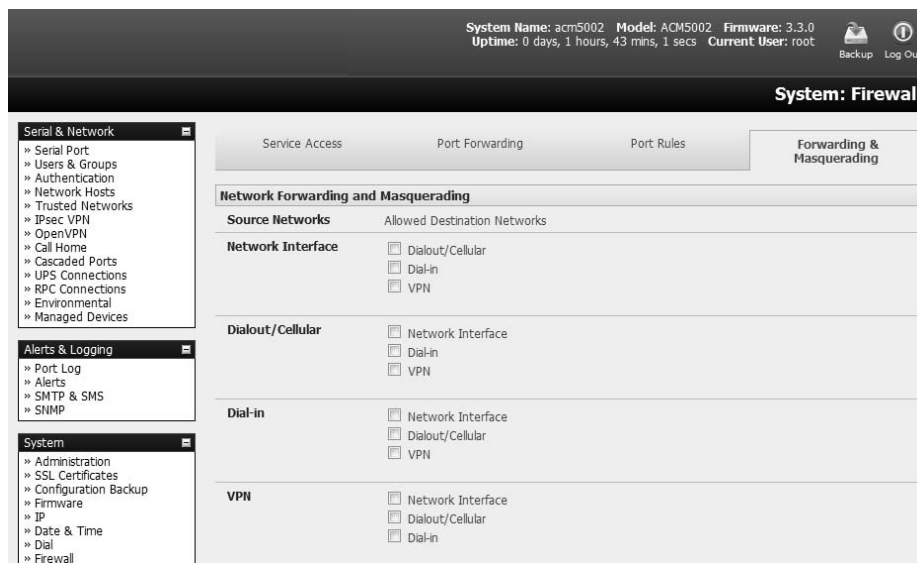 System Name: acm5002 Model: ACM5002 Firmware: 3.3.0
Uptime: 0 days, 1 hours, 43 mins, 1 secs Current User: root
Backup Log Ou
System: Firewal
Serial & Network
» Serial Port
» Users & Groups
» Authentication
» Network Hosts
» Trusted Networks
» IPsec VPN
» OpenVPN
» Call Home
» Cascaded Ports
» UPS Connections
» RPC Connections
» Environmental
» Managed Devices
Alerts & Logging
» Port Log
» Alerts
» SMTP & SMS
» SNMP
System
» Administration
» SSL Certificates
» Configuration Backup
» Firmware
» IP
» Date & Time
» Dial
» Firewall
Service Access
Port Forwarding
Port Rules
Forwarding &
Masquerading
Network Forwarding and Masquerading
Source Networks Allowed Destination Networks
Network Interface Dialout/Cellular
Dial-in
VPN
Dialout/Cellular Network Interface
Dial-in
VPN
Dial-in Network Interface
Dialout/Cellular
VPN
VPN Network Interface
Dialout/Cellular
Dial-in